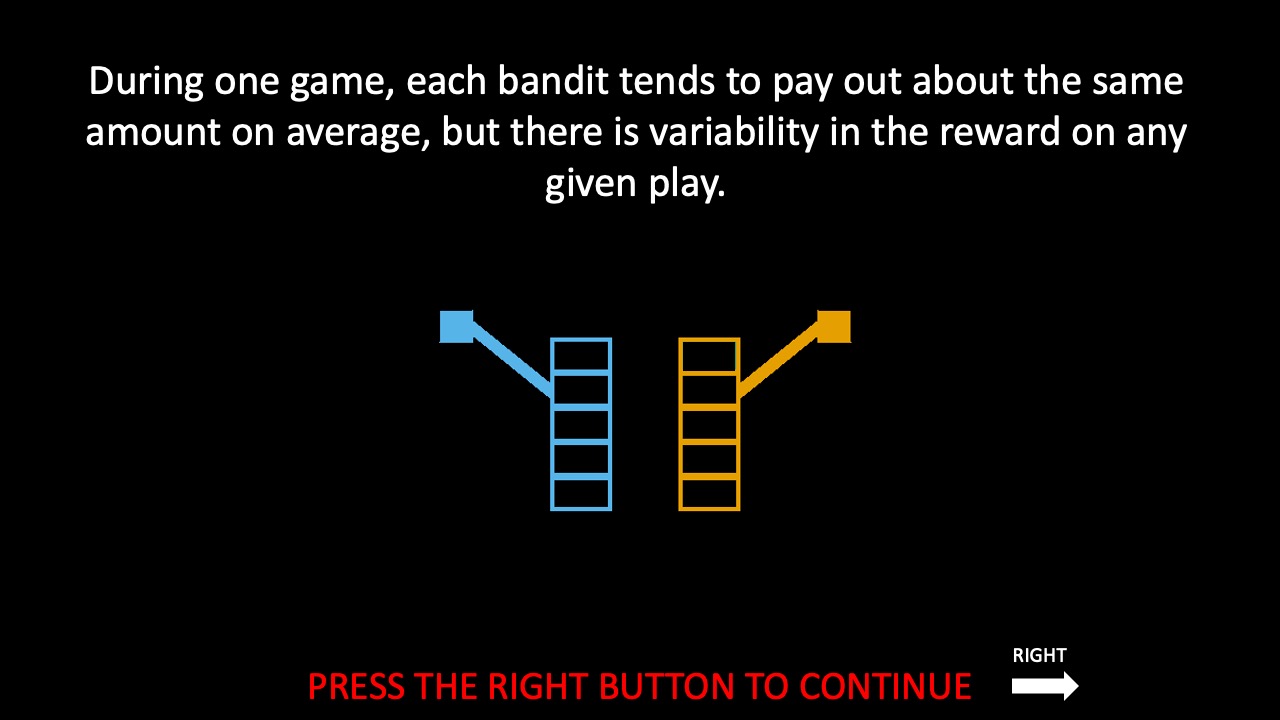 During one game, each bandit tends to pay out about the same
amount on average, but there is variability in the reward on any
given play.
RIGHT
PRESS THE RIGHT BUTTON TO CONTINUE